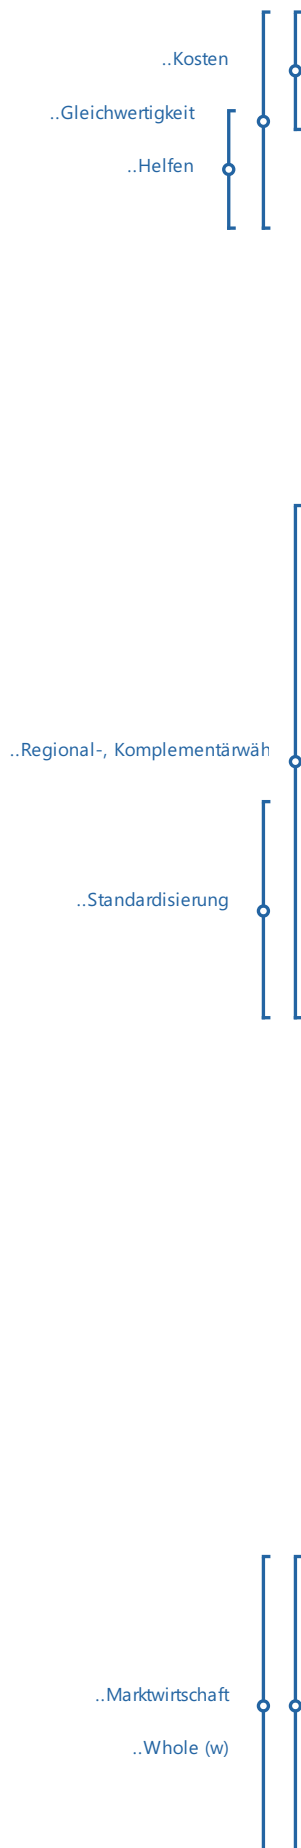 ..Kosten
..Gleichwertigkeit
..Helfen
..Regional-, Komplementärwäh
..Standardisierung
..Marktwirtschaft
..Whole (w)